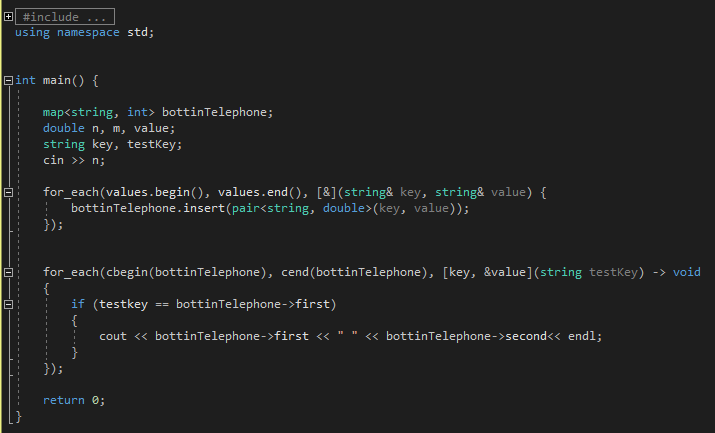 #include ...
using namespace std;
int main() {
map<string, int> bottinTelephone;
double n, m, value;
string key, testKey;
cin >> n;
for_each(values.begin(), values.end(), [&](string& key, string& value) {
bottinTelephone.insert(pair<string, double>(key, value));
});
for_each(cbegin(bottinTelephone), cend(bottinTelephone), [key, &value](string testKey) -> void
{
if (testkey == bottinTelephone->first)
{
cout << bottinTelephone->first << " " << bottinTelephone->second<< endl;
}
});
return 0;
}